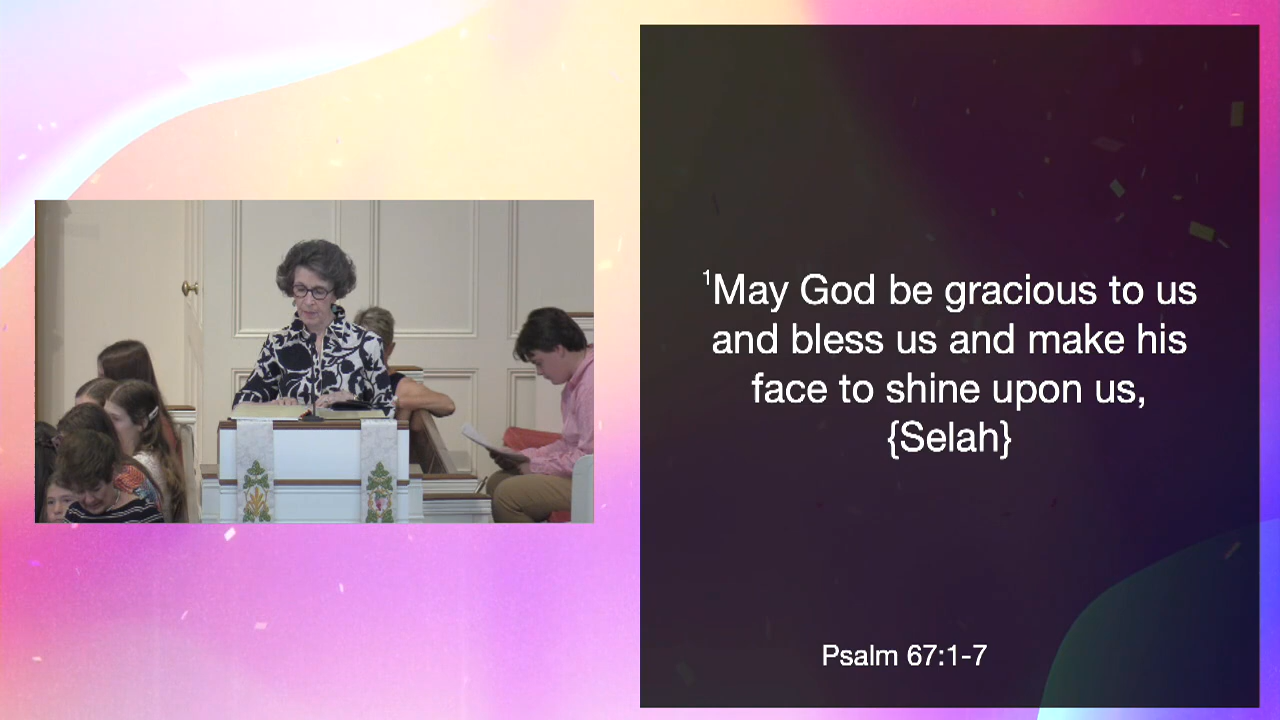 ¹May God be gracious to us
and bless us and make his
face to shine upon us,
{Selah}
Psalm 67:1-7